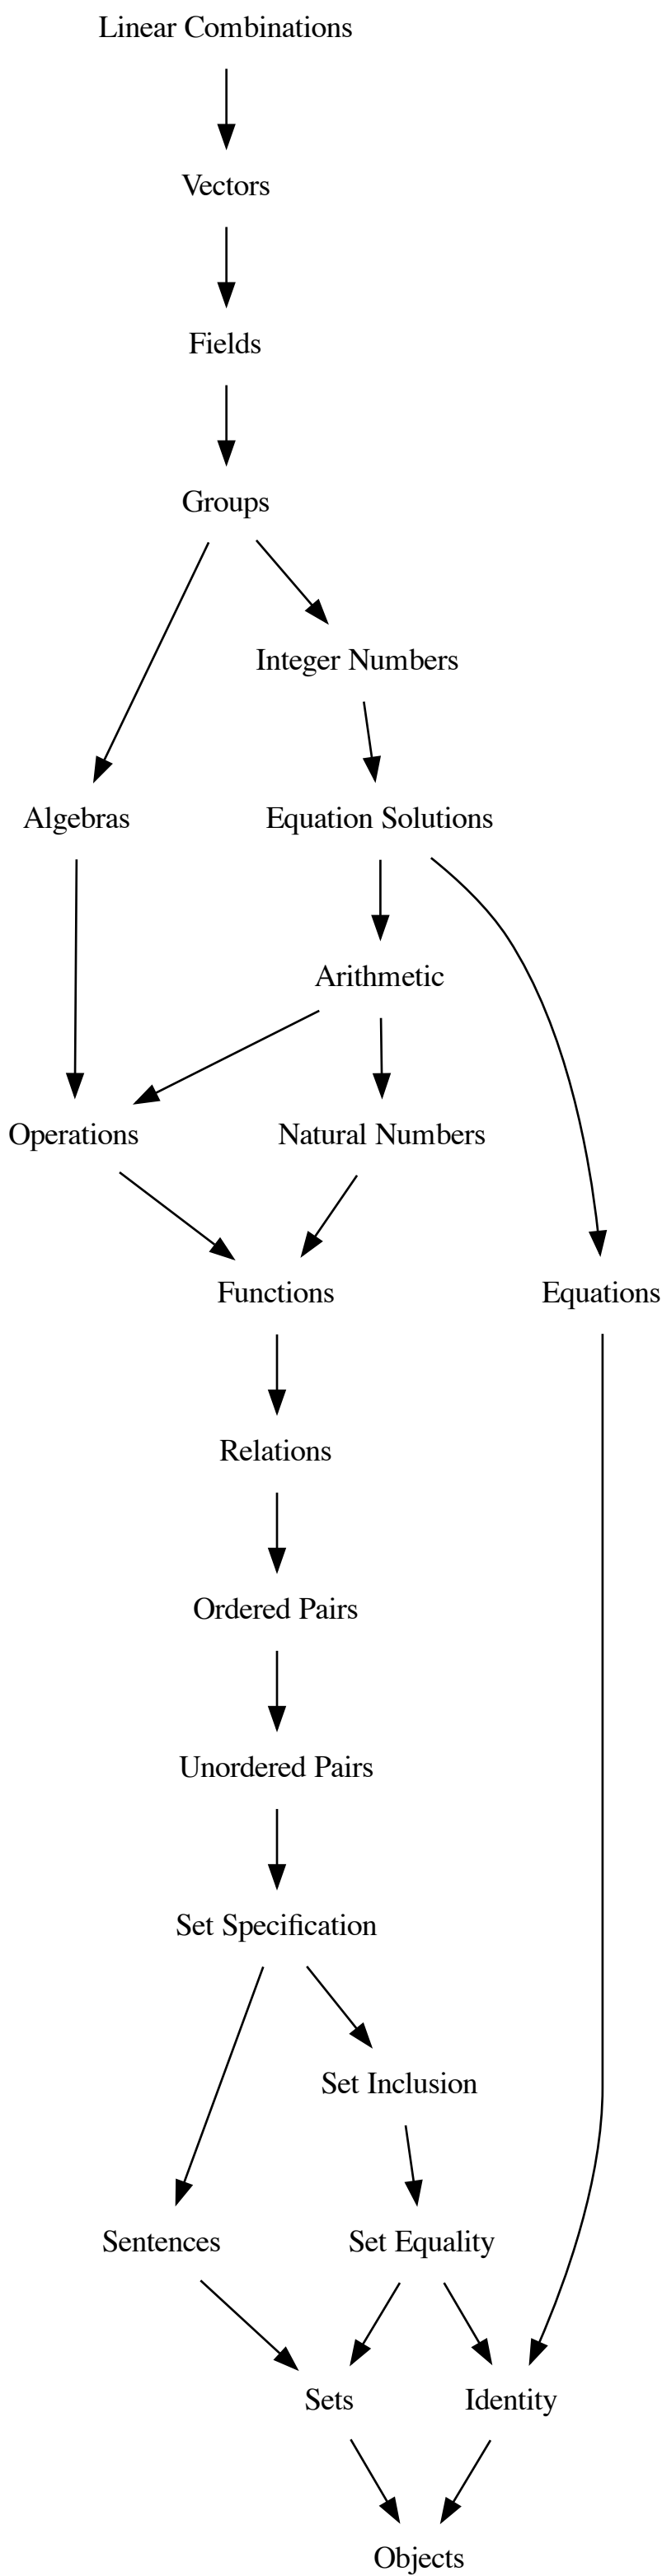 Linear Combinations
Vectors
Fields
Groups
Integer Numbers
Algebras
Equation Solutions
Arithmetic
Operations
Natural Numbers
Functions
Equations
Relations
Ordered Pairs
Unordered Pairs
Set Specification
Set Inclusion
Sentences
Set Equality
Sets
Identity
Objects